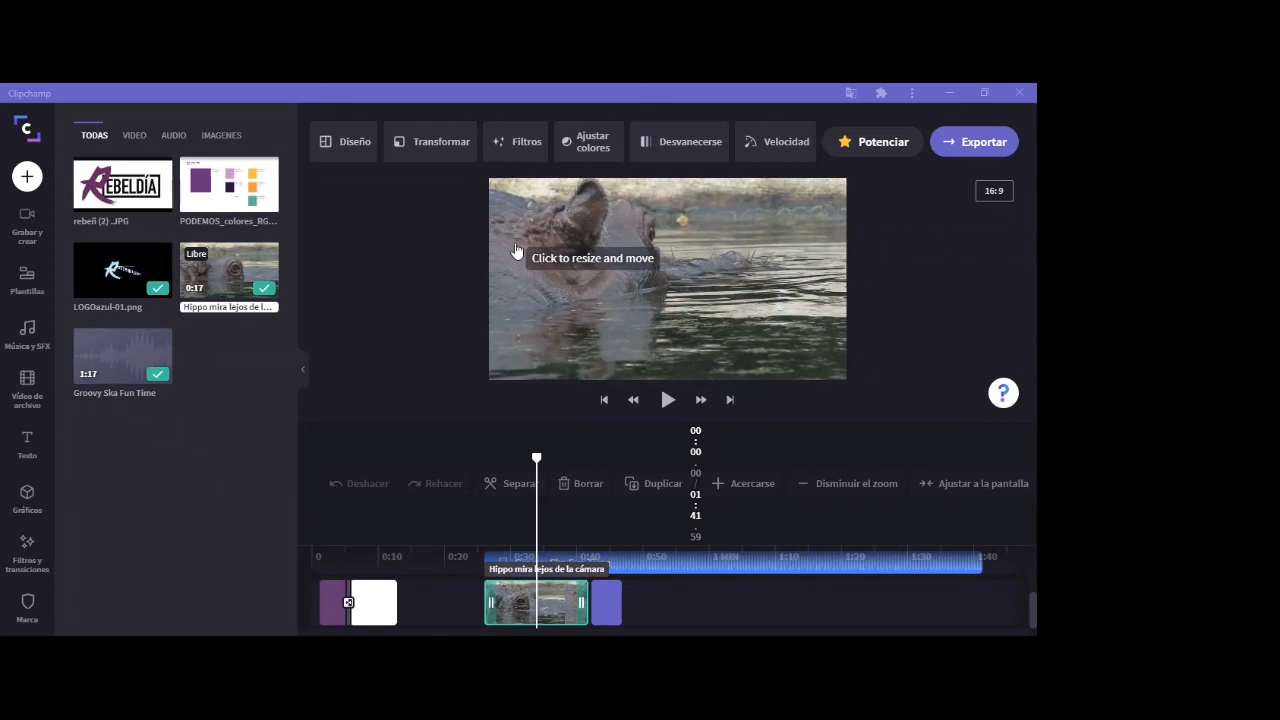 Clipchamp
TODAS VIDEO AUDIO IMAGENES
Diseño Transformar Filtros Ajustar colores Desvanecerse Velocidad Potenciar Exportar
16:9
REBELDÍA
rebeñ (2) .JPG
PODEMOS_colores_RG...
Grabar y crear
Plantillas
Música y SFX
Vídeo de archivo
Texto
Gráficos
Filtros y transiciones
Marca
LOGOazul-01.png
Libre
0:17
Hippo mira lejos de l...
1:17
Groovy Ska Fun Time
Click to resize and move
?
00
:
00
.
00
/
01
:
41
.
59
Deshacer Rehacer Separa Borrar Duplicar Acercarse Disminuir el zoom Ajustar a la pantalla
0 0:10 0:20 0:30 0:40 0:50 1 MIN 1:10 1:20 1:30 1:40
Hippo mira lejos de la cámara